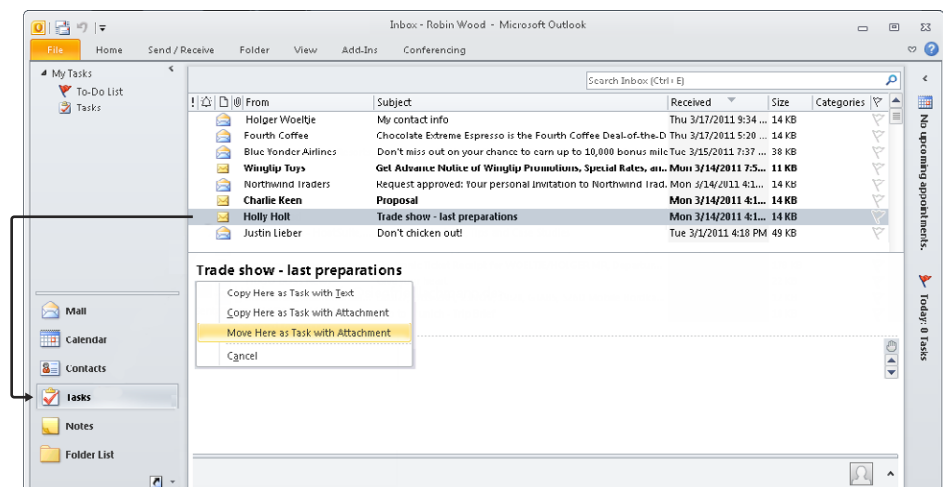 Inbox - Robin Wood - Microsoft Outlook
File Home Send / Receive Folder View Add-Ins Conferencing
My Tasks
To-Do List
Tasks
Search Inbox (Ctrl+E)
From Subject Received Size Categories
Holger Woeltje My contact info Thu 3/17/2011 9:34 ... 14 KB
Fourth Coffee Chocolate Extreme Espresso is the Fourth Coffee Deal-of-the-D Thu 3/17/2011 5:20 ... 14 KB
Blue Yonder Airlines Don't miss out on your chance to earn up to 10,000 bonus mile Tue 3/15/2011 7:37 ... 38 KB
Wingtip Toys Get Advance Notice of Wingtip Promotions, Special Rates, an... Mon 3/14/2011 7:5... 11 KB
Northwind Traders Request approved: Your personal Invitation to Northwind Trad. Mon 3/14/2011 4:1... 14 KB
Charlie Keen Proposal Mon 3/14/2011 4:1... 14 KB
Holly Holt Trade show - last preparations Mon 3/14/2011 4:1... 14 KB
Justin Lieber Don't chicken out! Tue 3/1/2011 4:18 PM 49 KB
Trade show - last preparations
Copy Here as Task with Text
Copy Here as Task with Attachment
Move Here as Task with Attachment
Cancel
Mail
Calendar
Contacts
Tasks
Notes
Folder List
No upcoming appointments.
Today: 0 Tasks